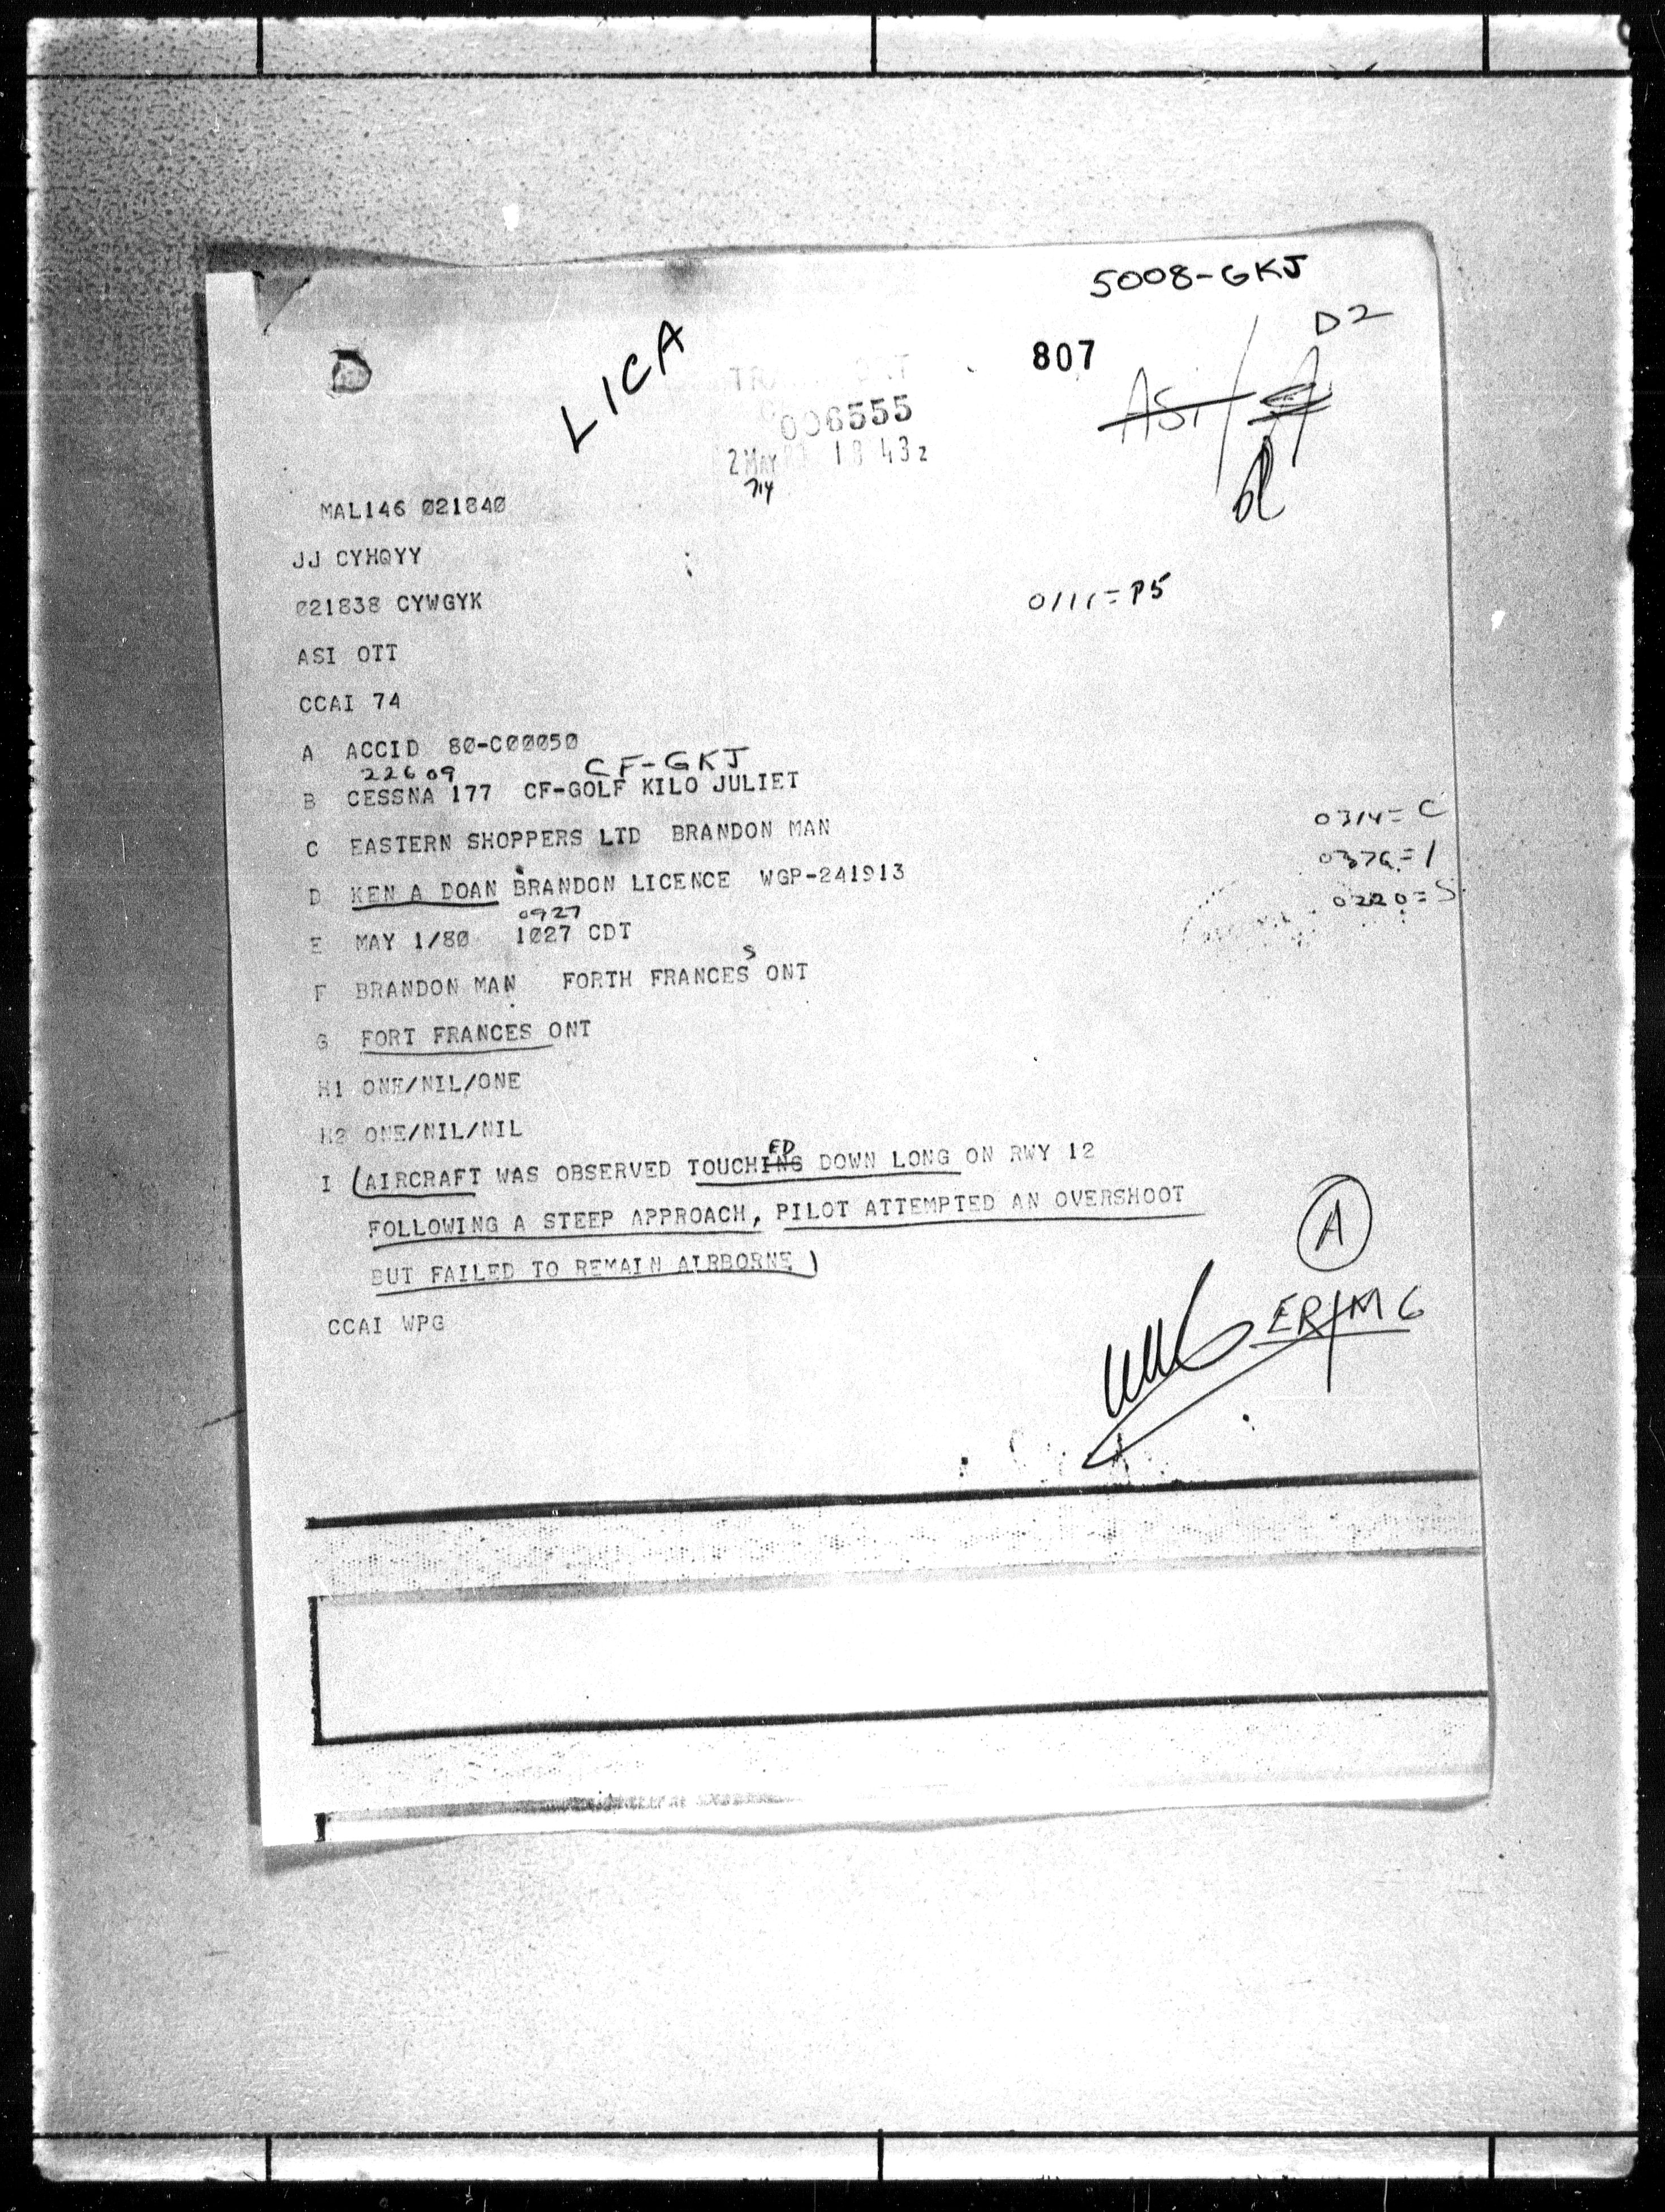 5008-GKJ
D2
LICA
807
ASI
006555
2 MAY 18 43 z
MAL146 021840
JJ CYHQYY
021838 CYWGYK
0111=P5
ASI OTT
CCAI 74
A ACCID 80-C00050
22609 CF-GKJ
B CESSNA 177 CF-GOLF KILO JULIET
0314=C
C EASTERN SHOPPERS LTD BRANDON MAN
0376=1
D KEN A DOAN BRANDON LICENCE WGP-241913
0220=S
0927
E MAY 1/80 1027 CDT
S
F BRANDON MAN FORTH FRANCES ONT
G FORT FRANCES ONT
H1 ONE/NIL/ONE
H2 ONE/NIL/NIL
ED
I (AIRCRAFT WAS OBSERVED TOUCHING DOWN LONG ON RWY 12
FOLLOWING A STEEP APPROACH, PILOT ATTEMPTED AN OVERSHOOT
BUT FAILED TO REMAIN AIRBORNE)
A
CCAI WPG